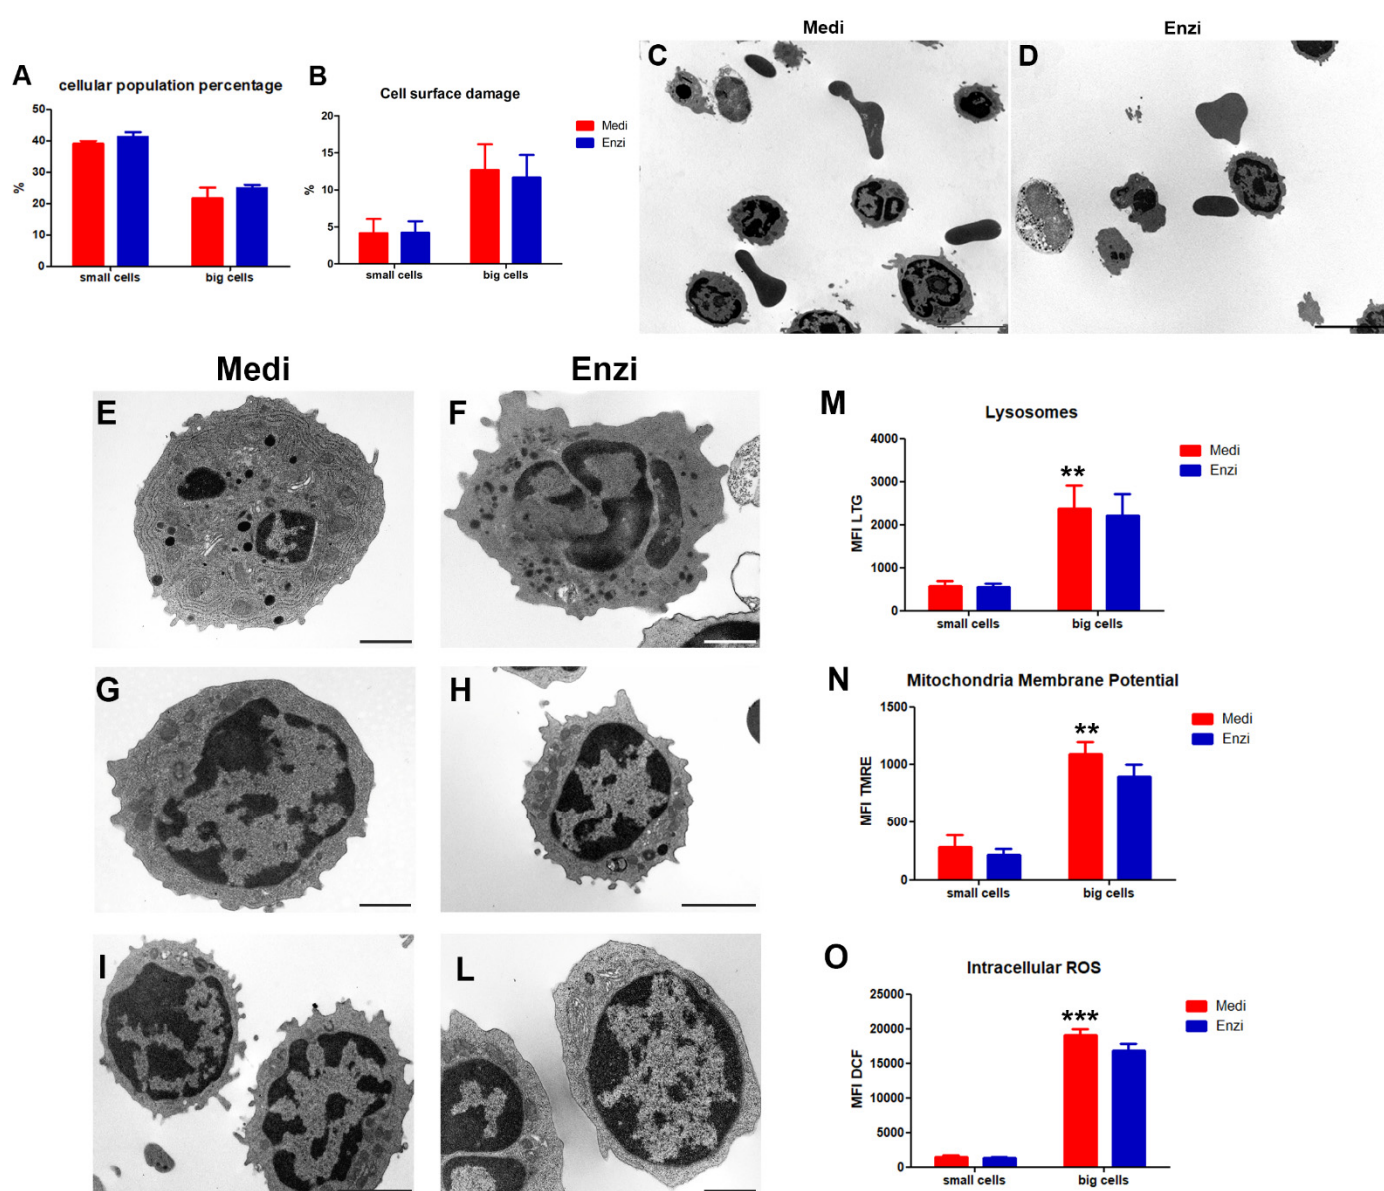 Medi
Enzi
A
cellular population percentage
50
40
30
20
10
0
%
small cells
big cells
B
Cell surface damage
20
15
10
5
0
%
small cells
big cells
Medi
Enzi
C
D
Medi
Enzi
E
F
G
H
I
L
M
Lysosomes
4000
3000
2000
1000
0
MFI LTG
**
small cells
big cells
Medi
Enzi
N
Mitochondria Membrane Potential
1500
1000
500
0
MFI TMRE
**
small cells
big cells
Medi
Enzi
O
Intracellular ROS
25000
20000
15000
10000
5000
0
MFI DCF
***
small cells
big cells
Medi
Enzi